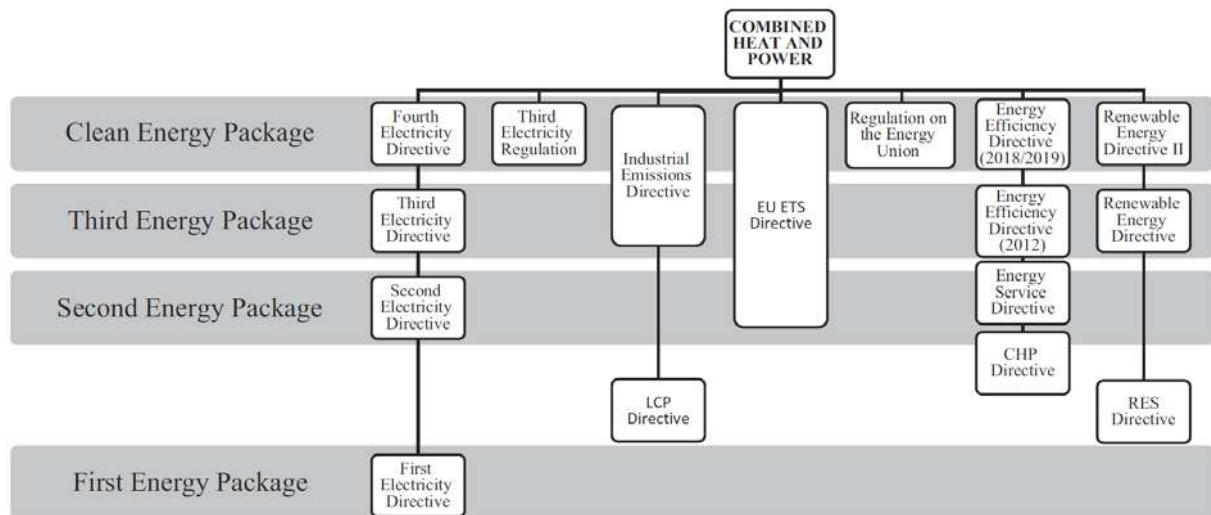 COMBINED
HEAT AND
POWER
Clean Energy Package
Fourth
Electricity
Directive
Third
Electricity
Regulation
Industrial
Emissions
Directive
EU ETS
Directive
Regulation on
the Energy
Union
Energy
Efficiency
Directive
(2018/2019)
Renewable
Energy
Directive II
Third Energy Package
Third
Electricity
Directive
Energy
Efficiency
Directive
(2012)
Renewable
Energy
Directive
Second Energy Package
Second
Electricity
Directive
Energy
Service
Directive
CHP
Directive
LCP
Directive
RES
Directive
First Energy Package
First
Electricity
Directive